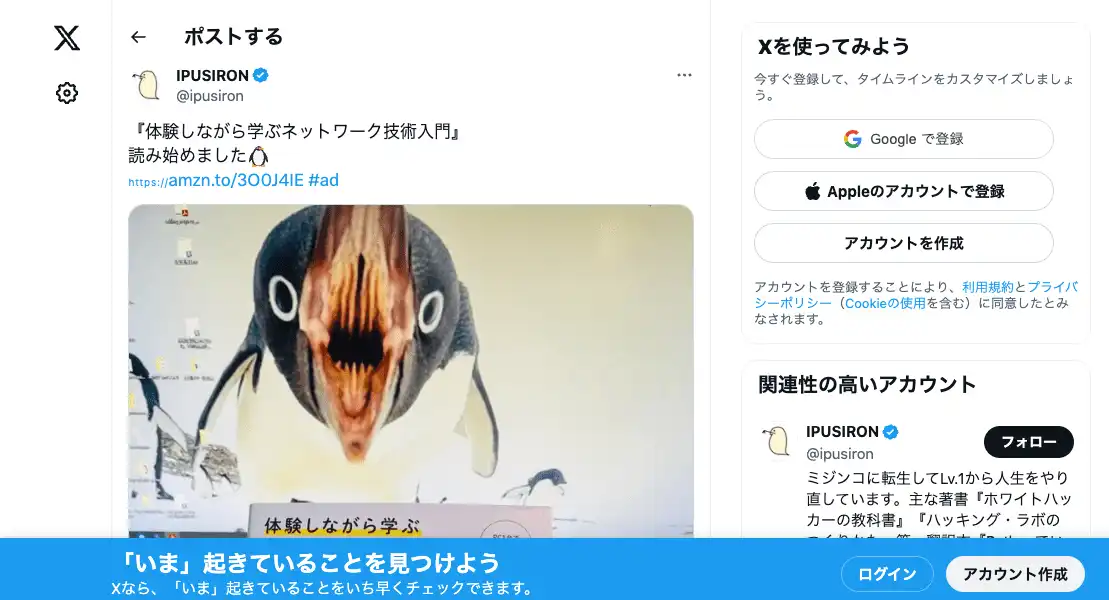 ポストする
IPUSIRON
@ipusiron
『体験しながら学ぶネットワーク技術入門』
読み始めました🐧
https://amzn.to/3O0J4IE #ad
体験しながら学ぶ
Xを使ってみよう
今すぐ登録して、タイムラインをカスタマイズしましょ
う。
Google で登録
Appleのアカウントで登録
アカウントを作成
アカウントを登録することにより、利用規約とプライバ
シーポリシー（Cookieの使用を含む）に同意したとみ
なされます。
関連性の高いアカウント
IPUSIRON
@ipusiron
フォロー
ミジンコに転生してLv.1から人生をやり
直しています。主な著書『ホワイトハッ
カーの教科書』『ハッキング・ラボの
「いま」起きていることを見つけよう
Xなら、「いま」起きていることをいち早くチェックできます。
ログイン
アカウント作成